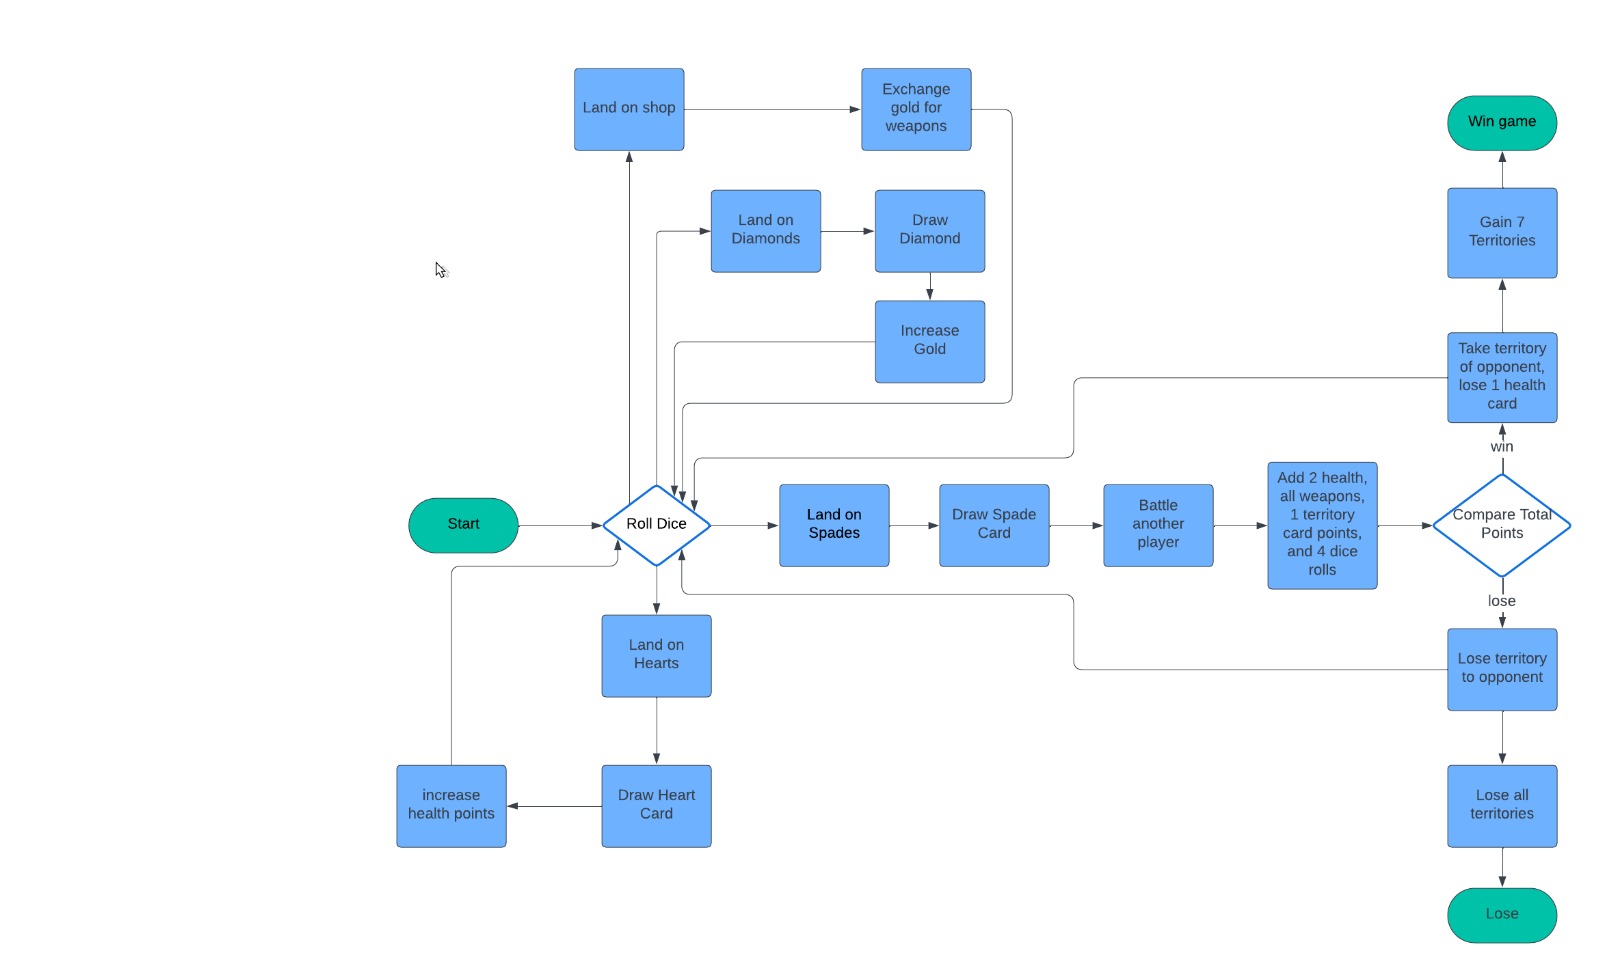 Land on shop
Exchange
gold for
weapons
Win game
Land on
Diamonds
Draw
Diamond
Gain 7
Territories
Increase
Gold
Take territory
of opponent,
lose 1 health
card
win
Start
Roll Dice
Land on
Spades
Draw Spade
Card
Battle
another
player
Add 2 health,
all weapons,
1 territory
card points,
and 4 dice
rolls
Compare Total
Points
lose
Land on
Hearts
Lose territory
to opponent
increase
health points
Draw Heart
Card
Lose all
territories
Lose